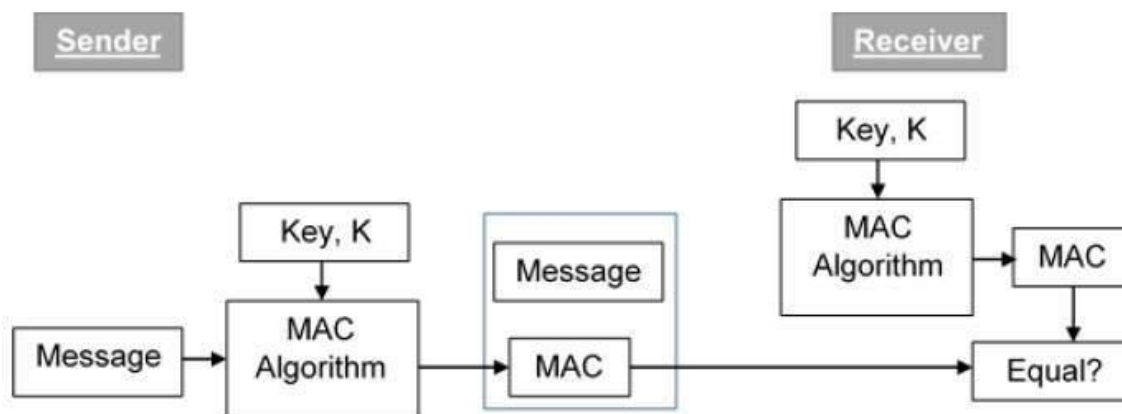 Sender
Receiver
Key, K
MAC
Algorithm
MAC
Key, K
Message
Message
MAC
Algorithm
MAC
Equal?